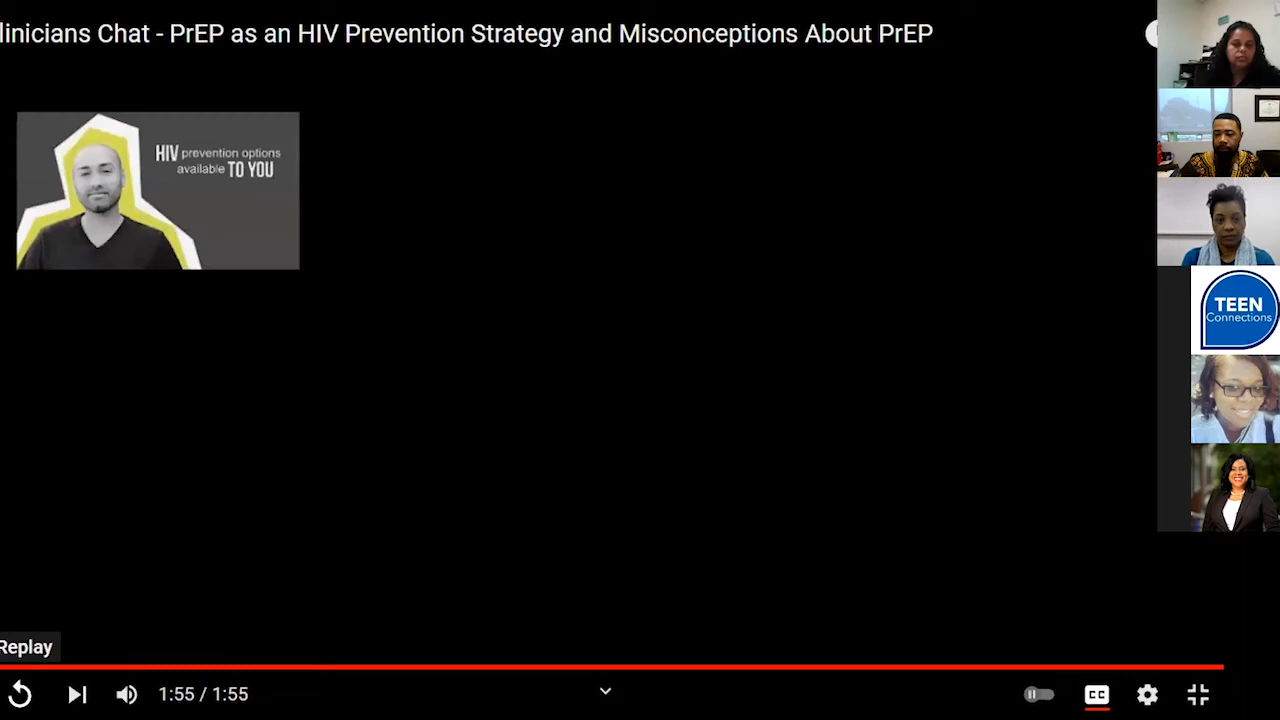 linicians Chat - PrEP as an HIV Prevention Strategy and Misconceptions About PrEP
HIV prevention options
available TO YOU
TEEN
Connections
Replay
1:55 / 1:55
CC